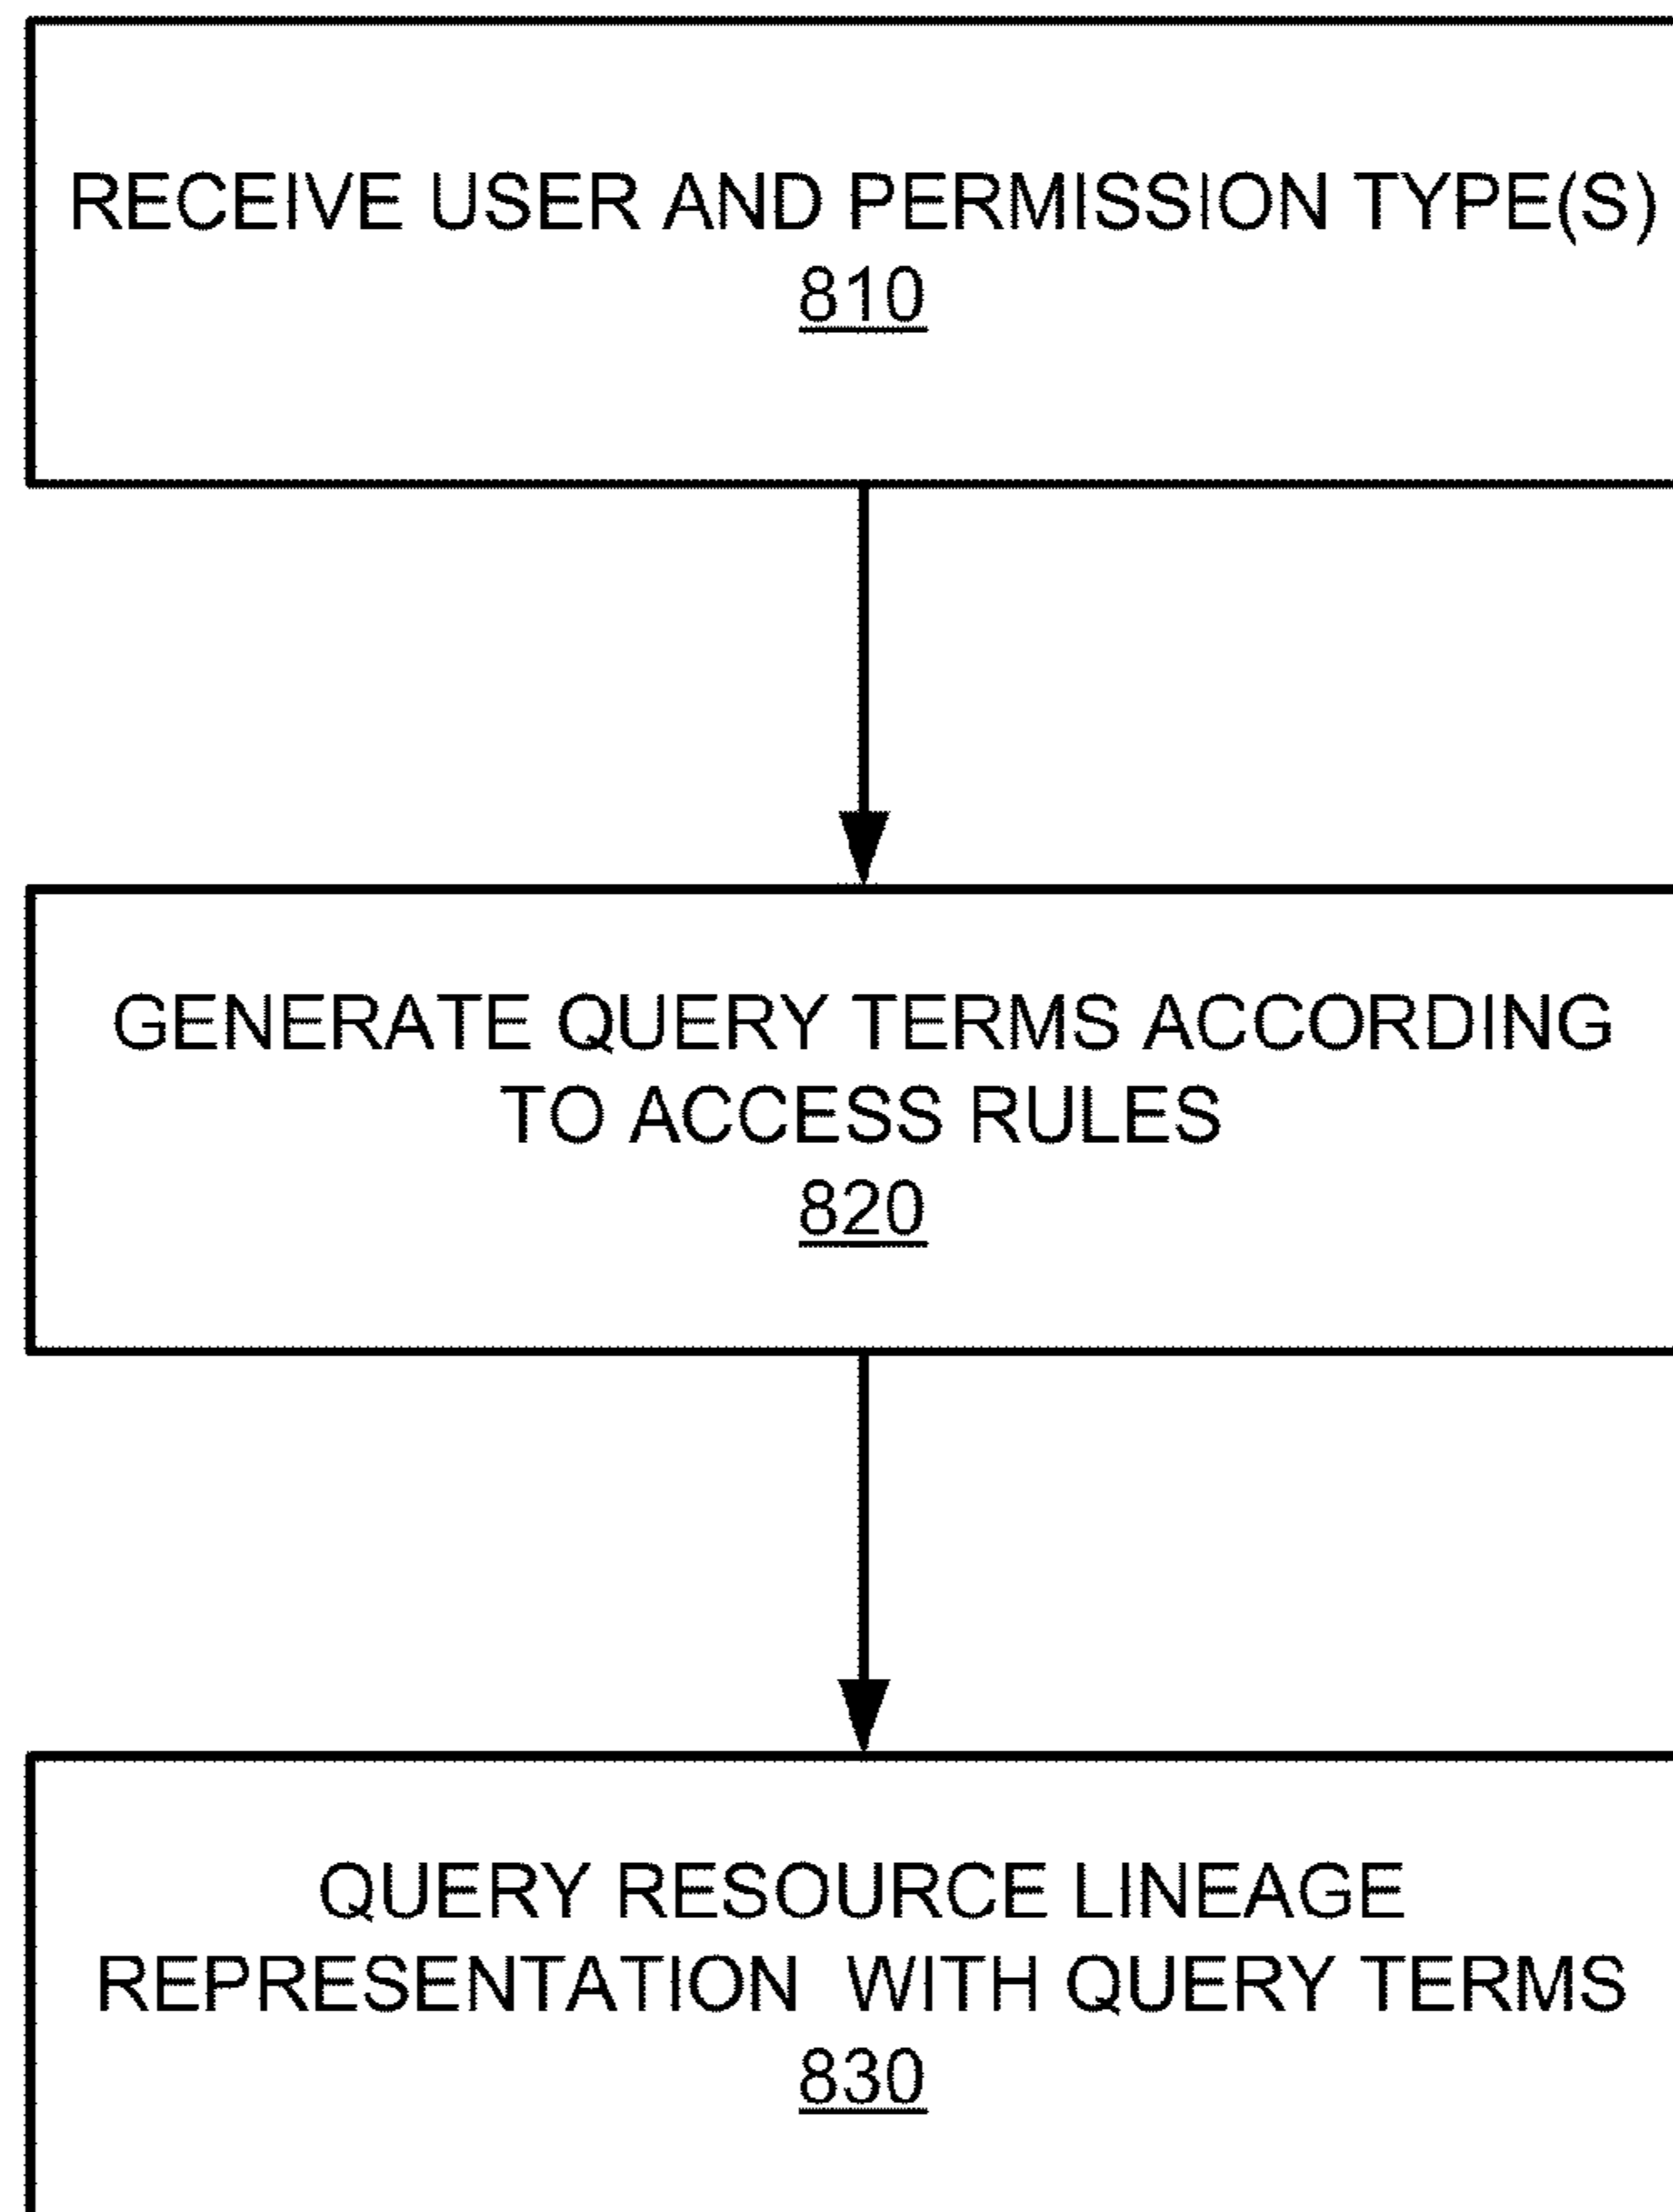 RECEIVE USER AND PERMISSION TYPE(S)
810
GENERATE QUERY TERMS ACCORDING
TO ACCESS RULES
820
QUERY RESOURCE LINEAGE
REPRESENTATION WITH QUERY TERMS
830